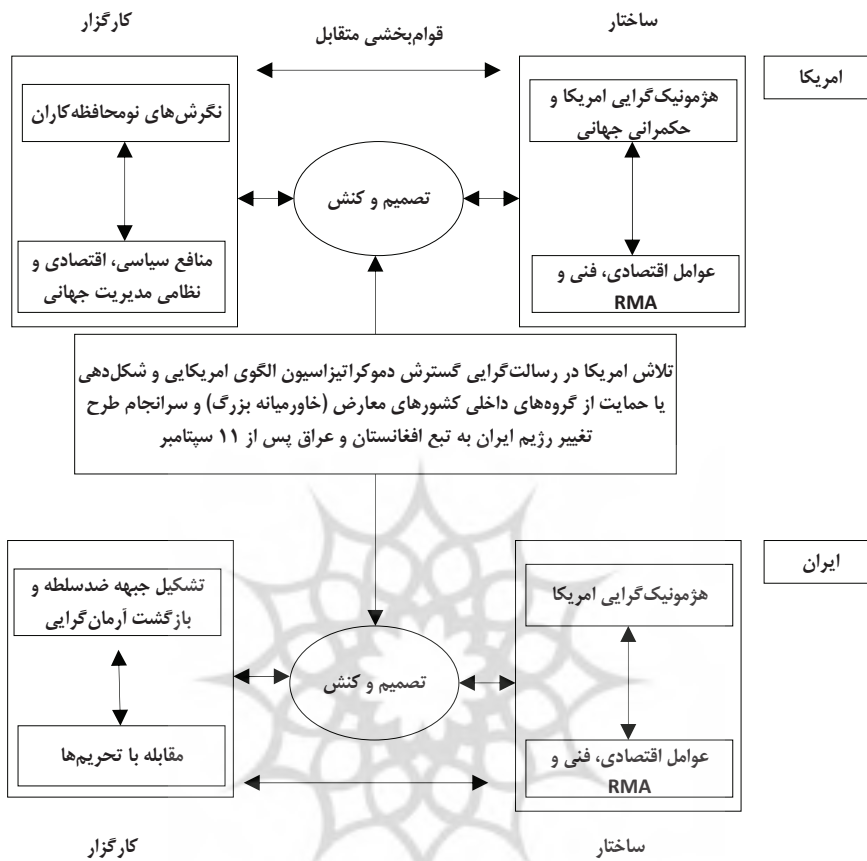 ساختار
کارگزار
قوام‌بخشی متقابل
امریکا
هژمونیک‌گرایی امریکا و
حکمرانی جهانی
عوامل اقتصادی، فنی و
RMA
تصمیم و کنش
نگرش‌های نومحافظه‌کاران
منافع سیاسی، اقتصادی و
نظامی مدیریت جهانی
تلاش امریکا در رسالت‌گرایی گسترش دموکراتیزاسیون الگوی امریکایی و شکل‌دهی
یا حمایت از گروه‌های داخلی کشورهای معارض (خاورمیانه بزرگ) و سرانجام طرح
تغییر رژیم ایران به تبع افغانستان و عراق پس از ۱۱ سپتامبر
ایران
هژمونیک‌گرایی امریکا
عوامل اقتصادی، فنی و
RMA
تصمیم و کنش
تشکیل جبهه ضدسلطه و
بازگشت آرمان‌گرایی
مقابله با تحریم‌ها
ساختار
کارگزار